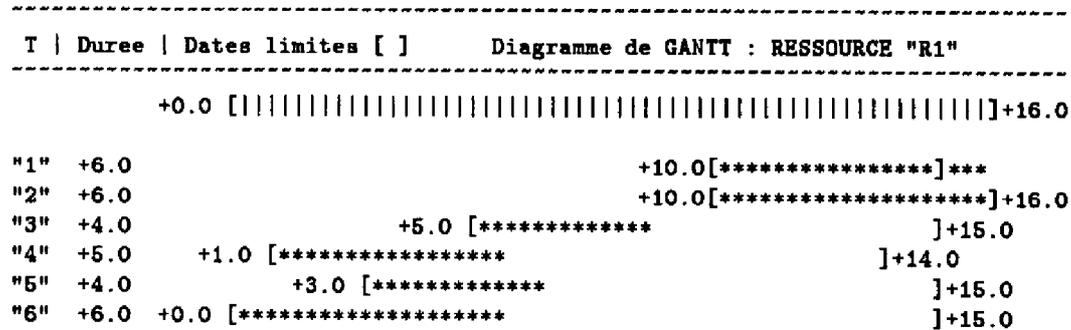 T | Duree | Dates limites [ ] Diagramme de GANTT : RESSOURCE "R1"
+0.0 [||||||||||||||||||||||||||||||||||||||||||||||||||||||||]+16.0
"1" +6.0 +10.0[****************]***
"2" +6.0 +10.0[********************]+16.0
"3" +4.0 +5.0 [************* ]+15.0
"4" +5.0 +1.0 [***************** ]+14.0
"5" +4.0 +3.0 [************* ]+15.0
"6" +6.0 +0.0 [******************** ]+15.0